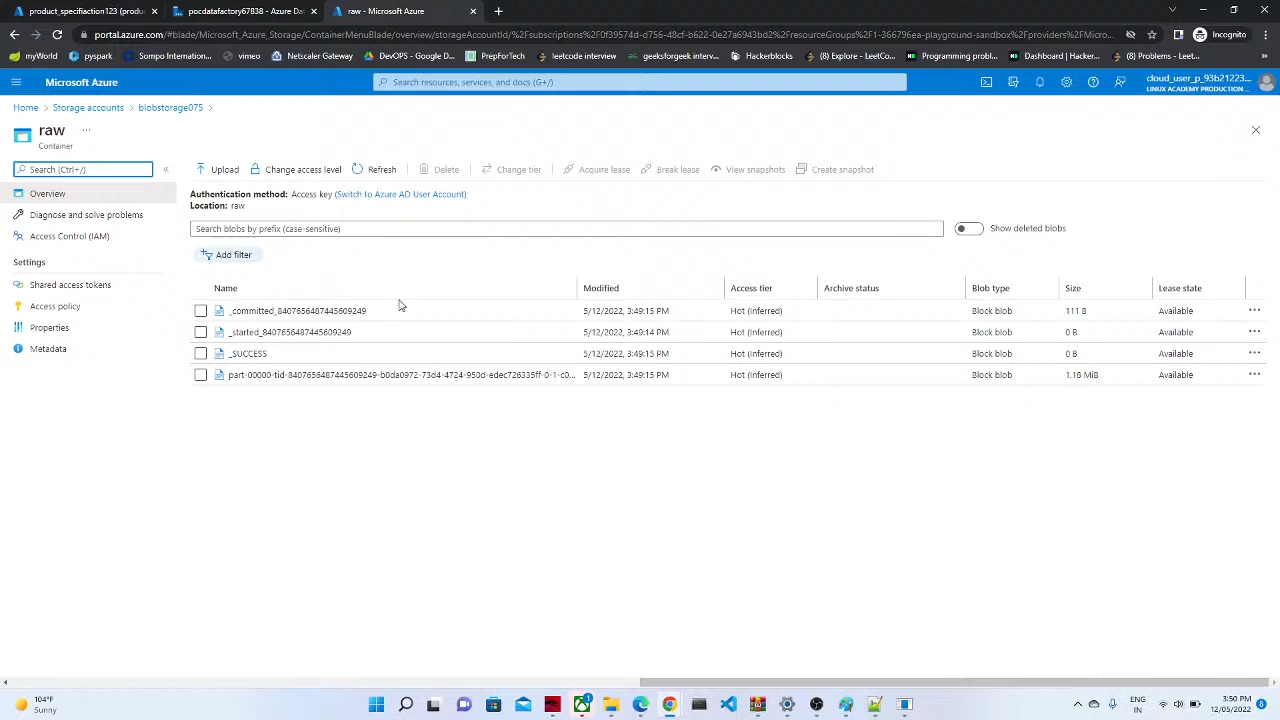 product_specifiaction123 (produc
pocdatafactory67838 - Azure Da
raw - Microsoft Azure
portal.azure.com/#blade/Microsoft_Azure_Storage/ContainerMenuBlade/overview/storageAccountId/%2Fsubscriptions%2F0f39574d-d756-48cf-b622-0e27a6943bd2%2FresourceGroups%2F1-366796ea-playground-sandbox%2Fproviders%2FMicro...
Incognito
myWorld
pyspark
Sompo Internationa...
vimeo
Netscaler Gateway
DevOPS - Google D...
PrepForTech
leetcode interview
geeksforgeek interv...
Hackerblocks
(8) Explore - LeetCo...
Programming probl...
Dashboard | Hacker...
(8) Problems - Leet...
Microsoft Azure
Search resources, services, and docs (G+/)
cloud_user_p_93b21223...
LINUX ACADEMY PRODUCTION ...
Home > Storage accounts > blobstorage075 >
raw ...
Container
Search (Ctrl+/)
«
Upload
Change access level
Refresh
Delete
Change tier
Acquire lease
Break lease
View snapshots
Create snapshot
Overview
Diagnose and solve problems
Access Control (IAM)
Settings
Shared access tokens
Access policy
Properties
Metadata
Authentication method: Access key (Switch to Azure AD User Account)
Location: raw
Search blobs by prefix (case-sensitive)
Show deleted blobs
Add filter
Name Modified Access tier Archive status Blob type Size Lease state
_committed_8407656487445609249 5/12/2022, 3:49:15 PM Hot (Inferred) Block blob 111 B Available ...
_started_8407656487445609249 5/12/2022, 3:49:14 PM Hot (Inferred) Block blob 0 B Available ...
_SUCCESS 5/12/2022, 3:49:15 PM Hot (Inferred) Block blob 0 B Available ...
part-00000-tid-8407656487445609249-b0da0972-73d4-4724-950d-edec726335ff-0-1-c0... 5/12/2022, 3:49:15 PM Hot (Inferred) Block blob 1.18 MiB Available ...
104°F
Sunny
1
ENG
IN
3:50 PM
12/05/2022
8